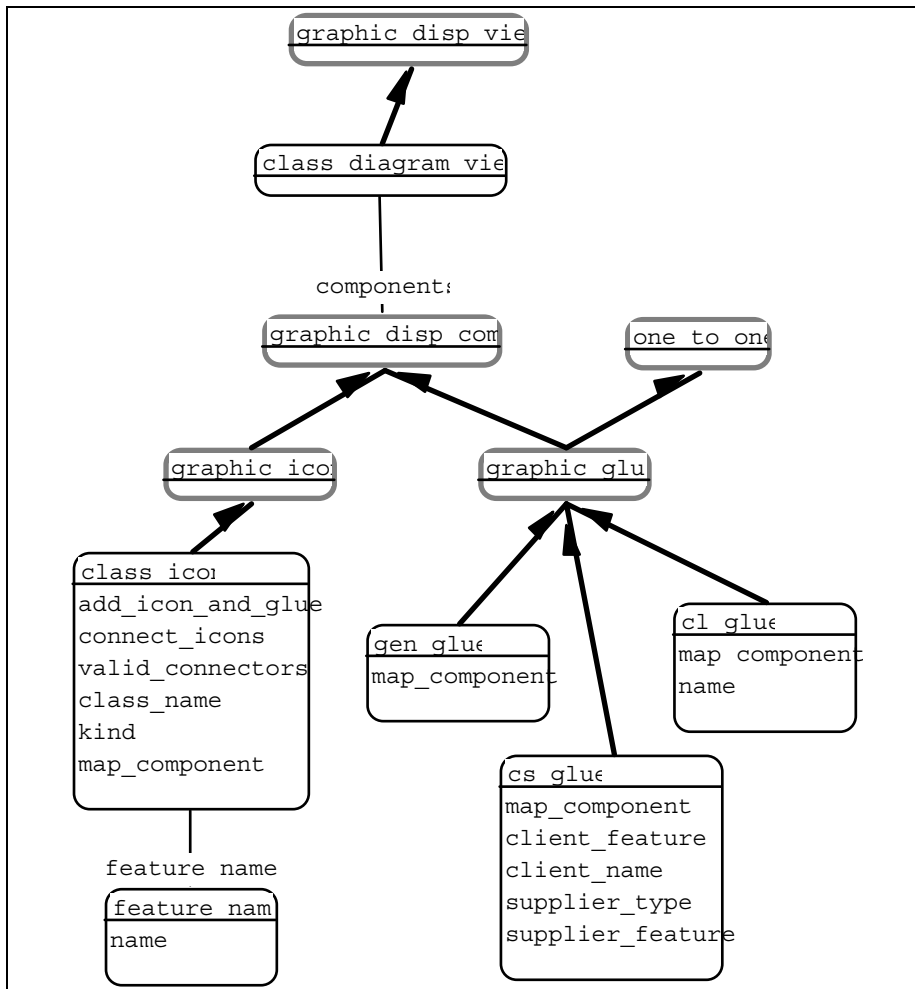 graphic disp vie
class diagram vie
components
graphic disp com
one to one
graphic icon
graphic glu
class icon
add_icon_and_glue
connect_icons
valid_connectors
class_name
kind
map_component
gen glue
map_component
cl glue
map component
name
cs glue
map_component
client_feature
client_name
supplier_type
supplier_feature
feature name
feature nam
name